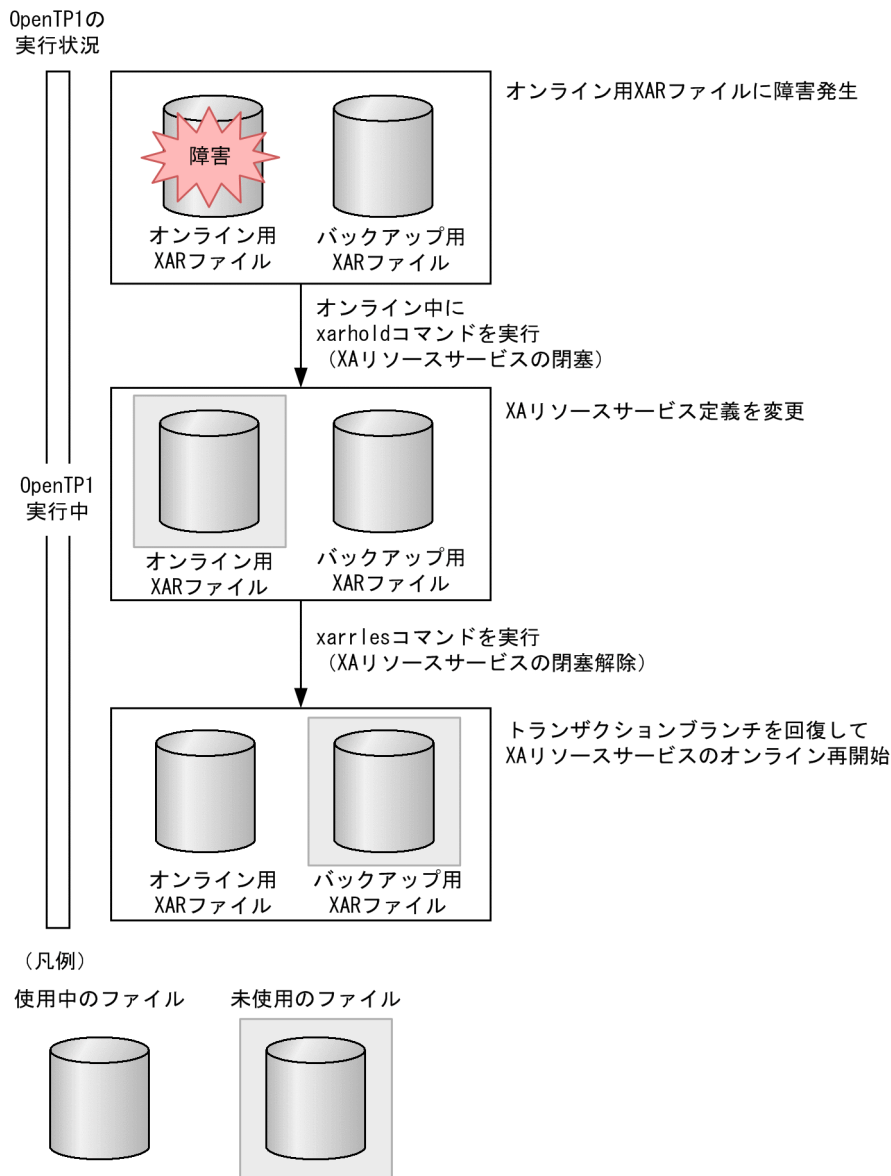 OpenTP1の
実行状況
オンライン用XARファイルに障害発生
障害
オンライン用
XARファイル
バックアップ用
XARファイル
オンライン中に
xarholdコマンドを実行
（XAリソースサービスの閉塞）
XAリソースサービス定義を変更
OpenTP1
実行中
オンライン用
XARファイル
バックアップ用
XARファイル
xarrlesコマンドを実行
（XAリソースサービスの閉塞解除）
トランザクションブランチを回復して
XAリソースサービスのオンライン再開始
オンライン用
XARファイル
バックアップ用
XARファイル
（凡例）
使用中のファイル
未使用のファイル